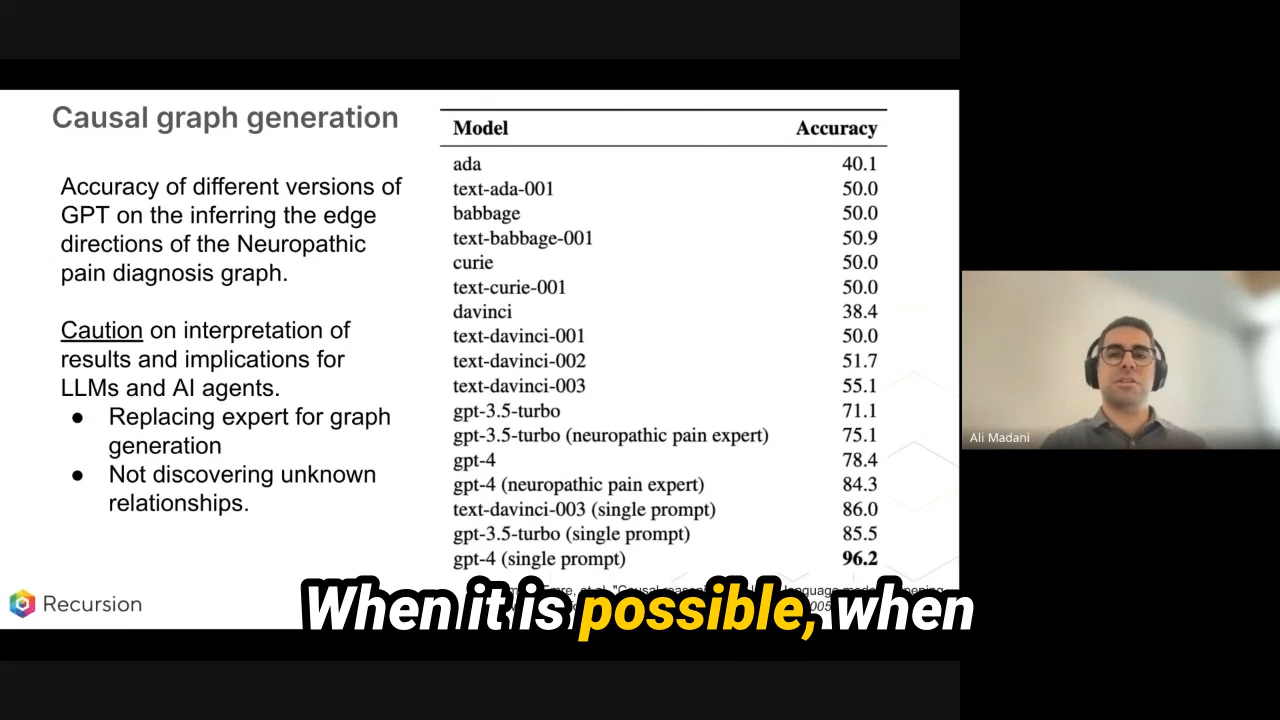 Causal graph generation
Accuracy of different versions of
GPT on the inferring the edge
directions of the Neuropathic
pain diagnosis graph.
Caution on interpretation of
results and implications for
LLMs and AI agents.
● Replacing expert for graph
generation
● Not discovering unknown
relationships.
Model Accuracy
ada 40.1
text-ada-001 50.0
babbage 50.0
text-babbage-001 50.9
curie 50.0
text-curie-001 50.0
davinci 38.4
text-davinci-001 50.0
text-davinci-002 51.7
text-davinci-003 55.1
gpt-3.5-turbo 71.1
gpt-3.5-turbo (neuropathic pain expert) 75.1
gpt-4 78.4
gpt-4 (neuropathic pain expert) 84.3
text-davinci-003 (single prompt) 86.0
gpt-3.5-turbo (single prompt) 85.5
gpt-4 (single prompt) 96.2
Recursion
When it is possible, when
Ali Madani